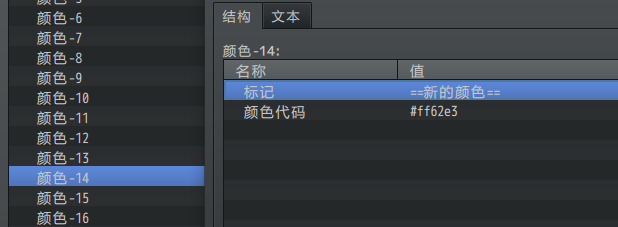 颜色-6
颜色-7
颜色-8
颜色-9
颜色-10
颜色-11
颜色-12
颜色-13
颜色-14
颜色-15
颜色-16
结构 文本
颜色-14:
名称 值
标记 ==新的颜色==
颜色代码 #ff62e3